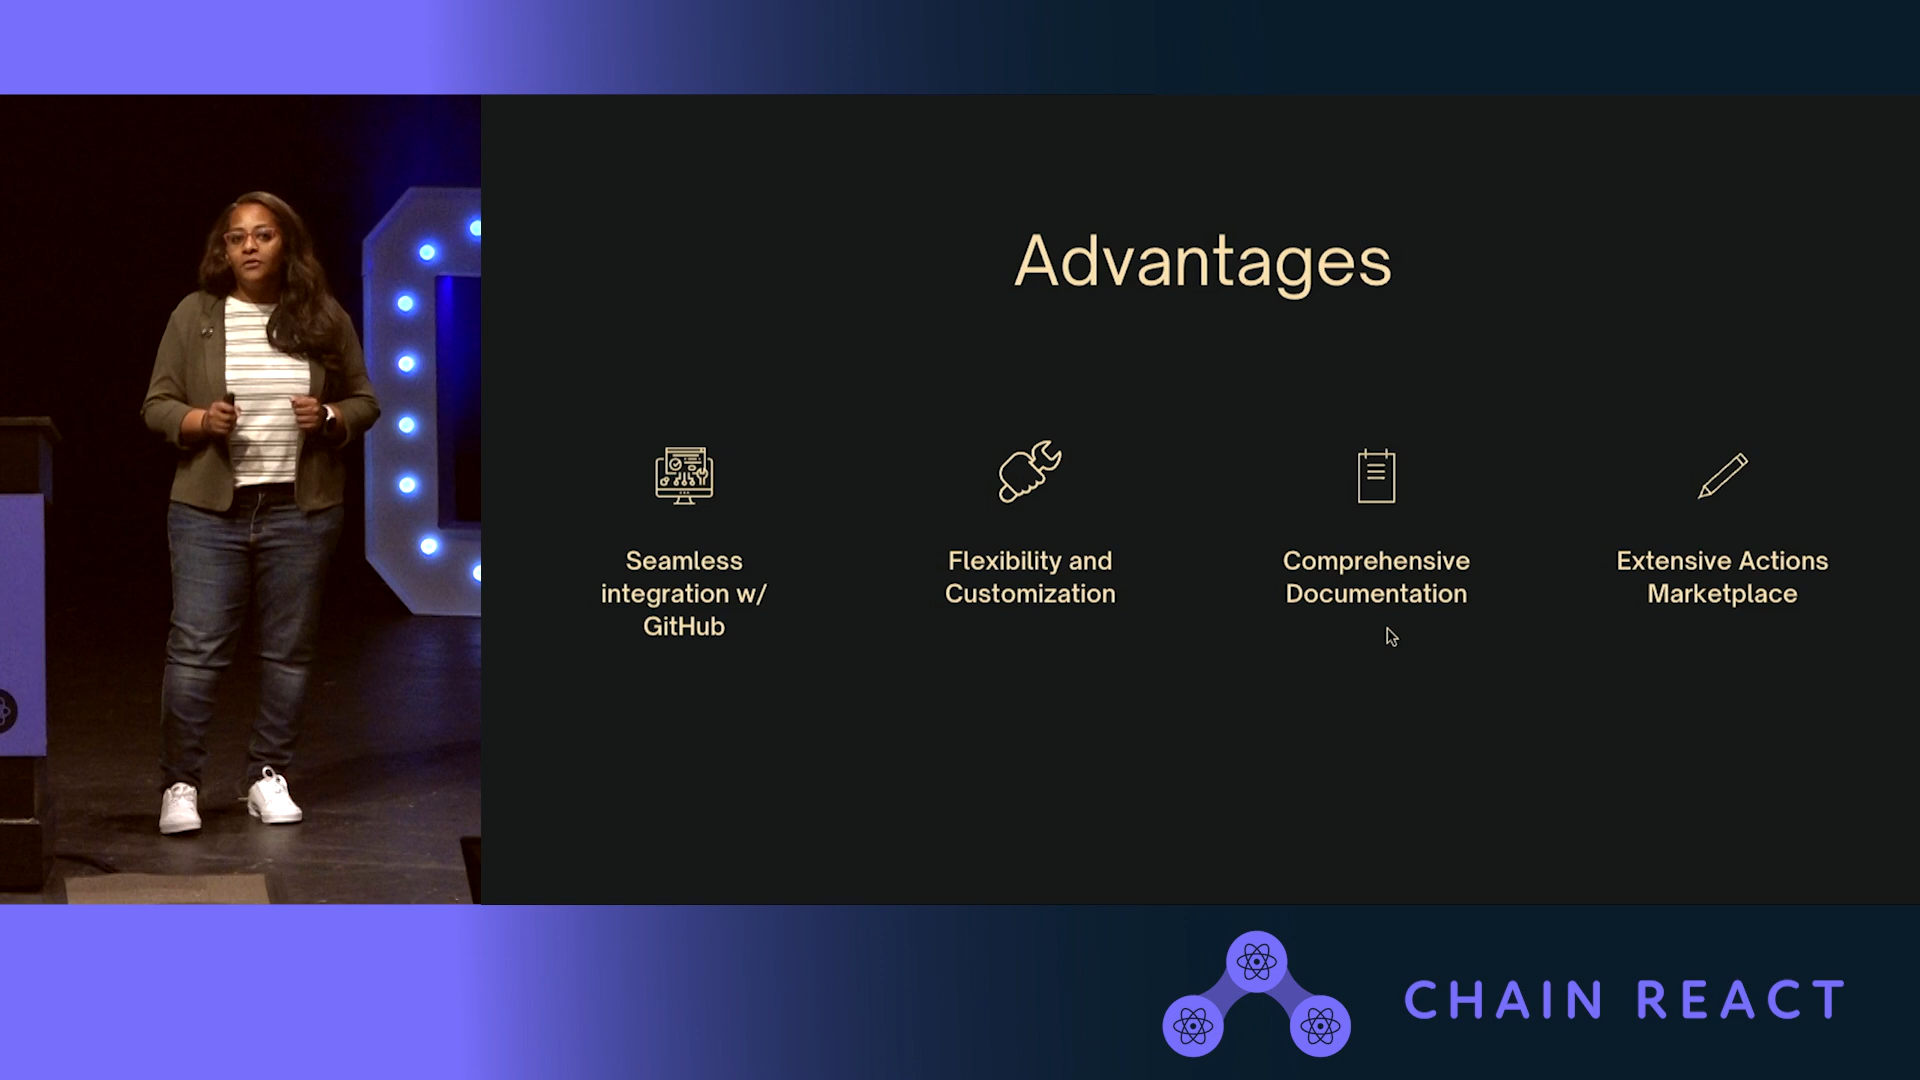 Advantages
Seamless
integration w/
GitHub
Flexibility and
Customization
Comprehensive
Documentation
Extensive Actions
Marketplace
CHAIN REACT